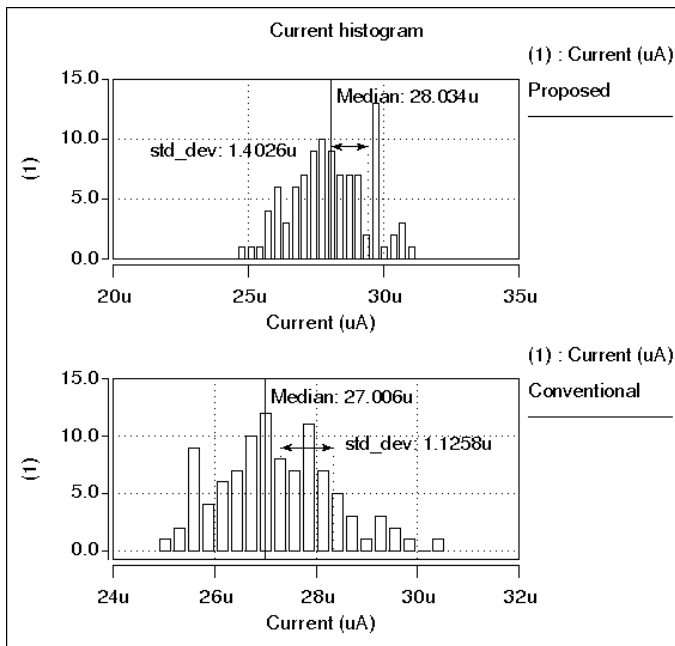 Current histogram
(1) : Current (uA)
Proposed
15.0
10.0
5.0
0.0
(1)
Median: 28.034u
std_dev: 1.4026u
20u 25u 30u 35u
Current (uA)
(1) : Current (uA)
Conventional
15.0
10.0
5.0
0.0
(1)
Median: 27.006u
std_dev: 1.1258u
24u 26u 28u 30u 32u
Current (uA)